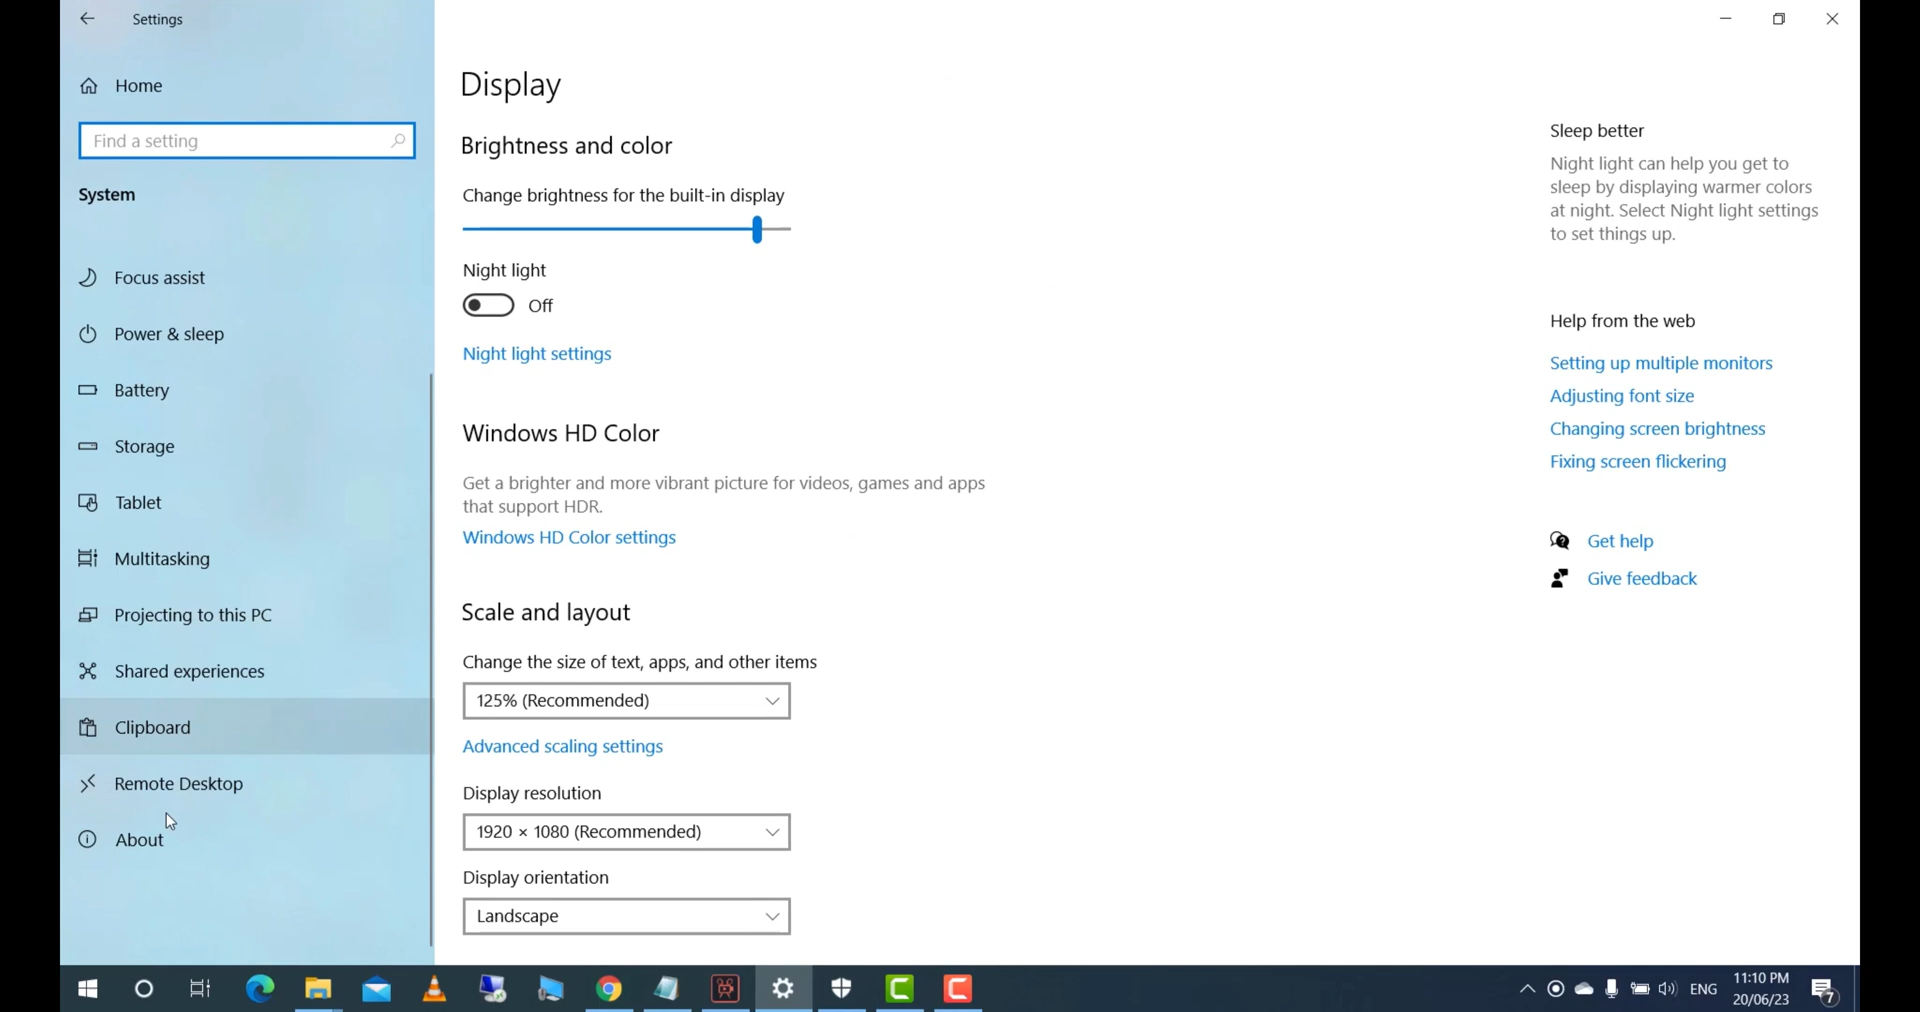 Settings
Home
Find a setting
System
Focus assist
Power & sleep
Battery
Storage
Tablet
Multitasking
Projecting to this PC
Shared experiences
Clipboard
Remote Desktop
About
Display
Brightness and color
Change brightness for the built-in display
Night light
Off
Night light settings
Windows HD Color
Get a brighter and more vibrant picture for videos, games and apps
that support HDR.
Windows HD Color settings
Scale and layout
Change the size of text, apps, and other items
125% (Recommended)
Advanced scaling settings
Display resolution
1920 × 1080 (Recommended)
Display orientation
Landscape
Sleep better
Night light can help you get to
sleep by displaying warmer colors
at night. Select Night light settings
to set things up.
Help from the web
Setting up multiple monitors
Adjusting font size
Changing screen brightness
Fixing screen flickering
Get help
Give feedback
ENG
11:10 PM
20/06/23
7